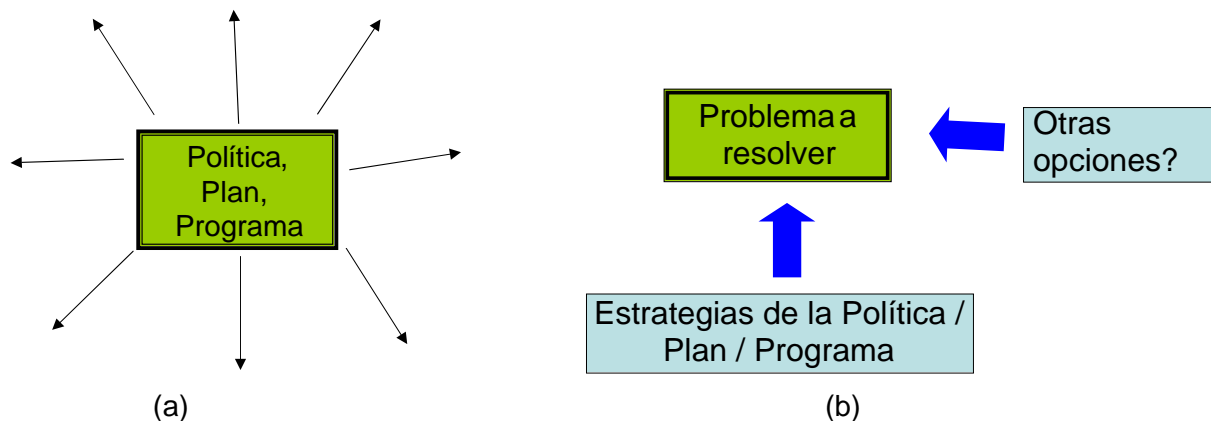 Política,
Plan,
Programa
(a)
Problema a
resolver
Otras
opciones?
Estrategias de la Política /
Plan / Programa
(b)